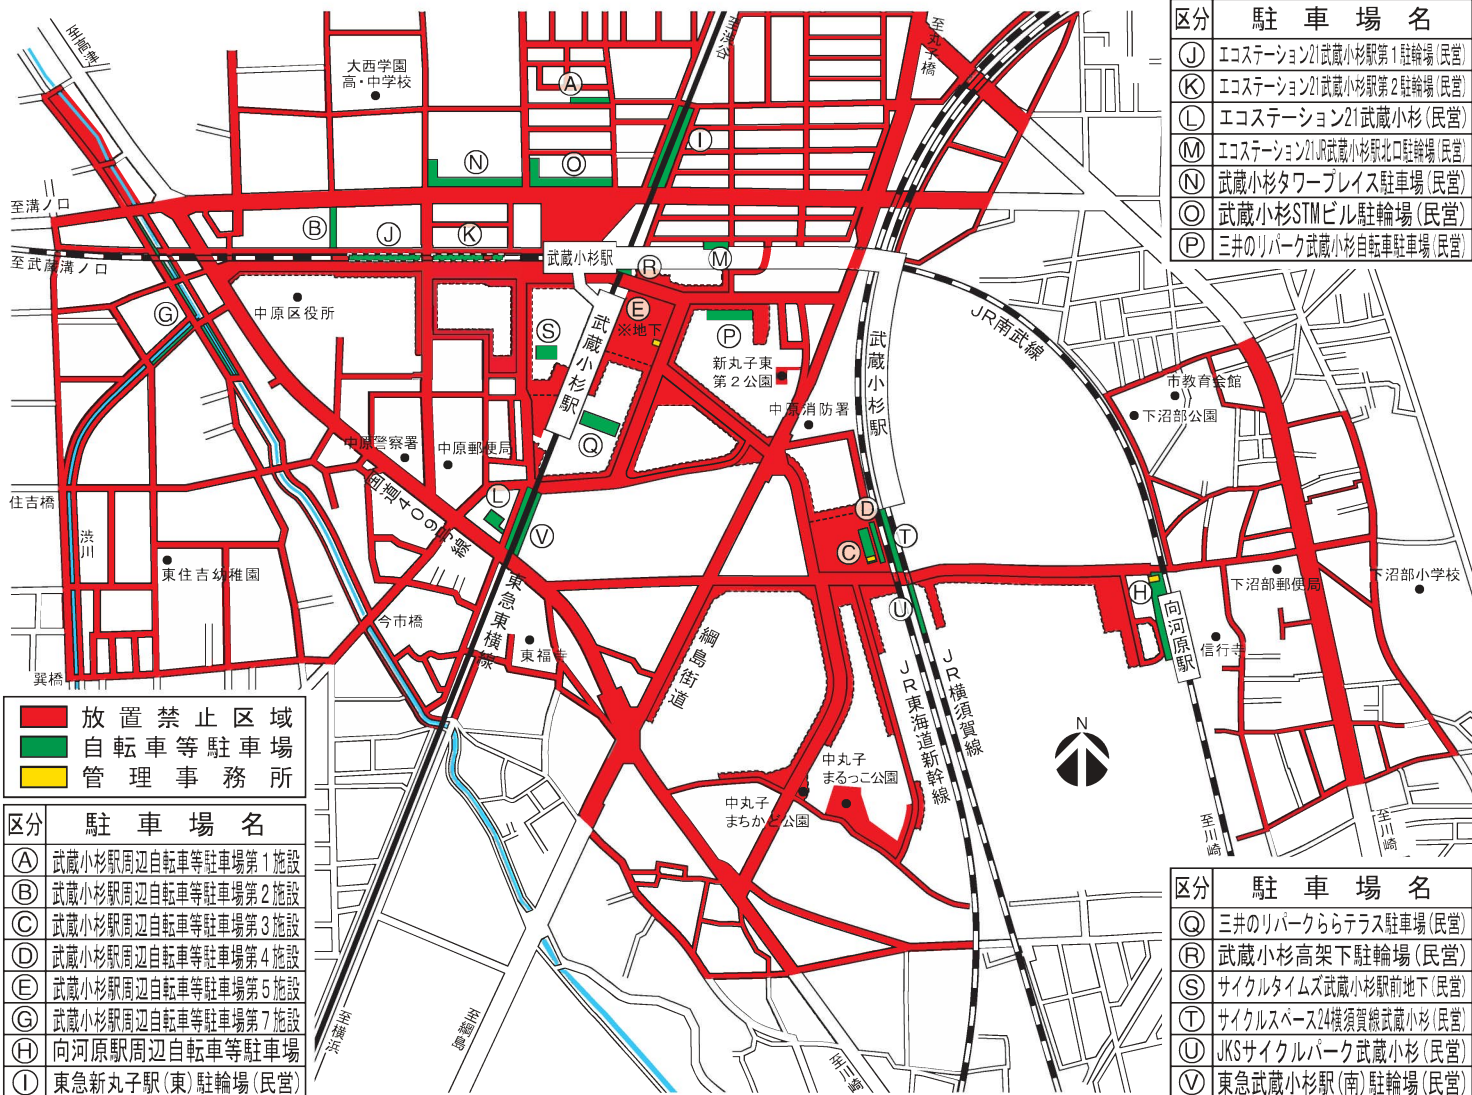 区分 駐車場名
Ⓙ エコステーション21武蔵小杉駅第1駐輪場(民営)
Ⓚ エコステーション21武蔵小杉駅第2駐輪場(民営)
Ⓛ エコステーション21武蔵小杉(民営)
Ⓜ エコステーション21JR武蔵小杉駅北口駐輪場(民営)
Ⓝ 武蔵小杉タワープレイス駐車場(民営)
Ⓞ 武蔵小杉STMビル駐輪場(民営)
Ⓟ 三井のリパーク武蔵小杉自転車駐車場(民営)
至高津
至渋谷
至丸子橋
大西学園
高・中学校
Ⓐ
Ⓘ
Ⓝ
Ⓞ
至溝ノ口
Ⓑ
Ⓙ
Ⓚ
至武蔵溝ノ口
武蔵小杉駅
Ⓡ
Ⓜ
Ⓖ
中原区役所
Ⓢ
武蔵小杉駅
Ⓔ
※地下
Ⓟ
新丸子東
第2公園
武蔵小杉駅
JR南武線
市教育会館
下沼部公園
中原消防署
中原警察署
中原郵便局
Ⓠ
国道409号線
Ⓛ
Ⓥ
住吉橋
渋川
東住吉幼稚園
Ⓓ
Ⓒ
Ⓣ
Ⓤ
Ⓗ
向河原駅
下沼部郵便局
下沼部小学校
信行寺
今市橋
東急東横線
東福寺
綱島街道
巽橋
JR東海道新幹線
JR横須賀線
N
中丸子
まるっこ公園
中丸子
まちかど公園
至川崎
至川崎
至横浜
至綱島
至川崎
放置禁止区域
自転車等駐車場
管理事務所
区分 駐車場名
Ⓐ 武蔵小杉駅周辺自転車等駐車場第1施設
Ⓑ 武蔵小杉駅周辺自転車等駐車場第2施設
Ⓒ 武蔵小杉駅周辺自転車等駐車場第3施設
Ⓓ 武蔵小杉駅周辺自転車等駐車場第4施設
Ⓔ 武蔵小杉駅周辺自転車等駐車場第5施設
Ⓖ 武蔵小杉駅周辺自転車等駐車場第7施設
Ⓗ 向河原駅周辺自転車等駐車場
Ⓘ 東急新丸子駅(東)駐輪場(民営)
区分 駐車場名
Ⓠ 三井のリパークららテラス駐車場(民営)
Ⓡ 武蔵小杉高架下駐輪場(民営)
Ⓢ サイクルタイムズ武蔵小杉駅前地下(民営)
Ⓣ サイクルスペース24横須賀線武蔵小杉(民営)
Ⓤ JKSサイクルパーク武蔵小杉(民営)
Ⓥ 東急武蔵小杉駅(南)駐輪場(民営)